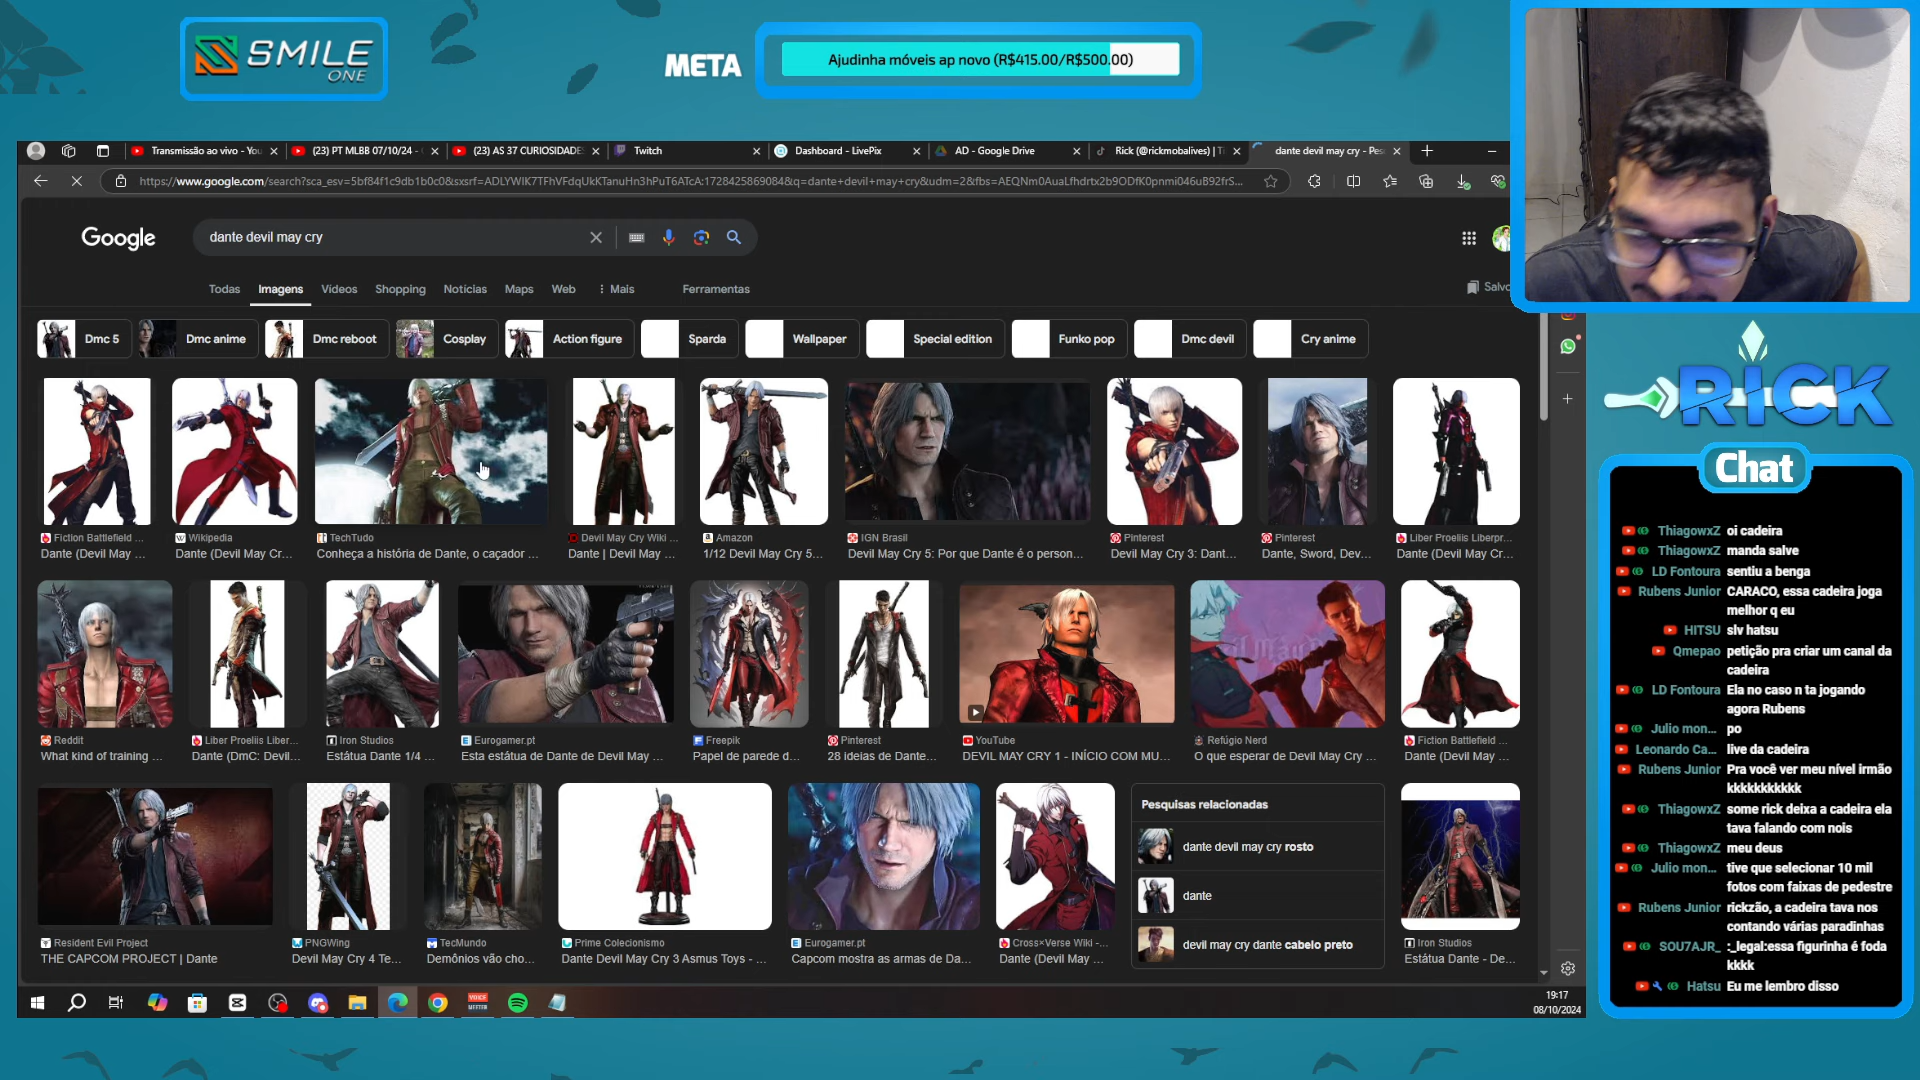 SMILE
ONE
META
Ajudinha móveis ap novo (R$415.00/R$500.00)
Transmissão ao vivo - You
(23) PT MLBB 07/10/24 -
(23) AS 37 CURIOSIDADE
Twitch
Dashboard - LivePix
AD - Google Drive
Rick (@rickmobalives) | Ti
dante devil may cry - Pes
Google
dante devil may cry
Todas
Imagens
Vídeos
Shopping
Notícias
Maps
Web
Mais
Ferramentas
Salvo
Dmc 5
Dmc anime
Dmc reboot
Cosplay
Action figure
Sparda
Wallpaper
Special edition
Funko pop
Dmc devil
Cry anime
Fiction Battlefield ...
Dante (Devil May ...
Wikipedia
Dante (Devil May Cr...
TechTudo
Conheça a história de Dante, o caçador ...
Devil May Cry Wiki ...
Dante | Devil May ...
Amazon
1/12 Devil May Cry 5...
IGN Brasil
Devil May Cry 5: Por que Dante é o person...
Pinterest
Devil May Cry 3: Dant...
Pinterest
Dante, Sword, Dev...
Liber Proeliis Liberpr...
Dante (Devil May Cr...
Reddit
What kind of training ...
Liber Proeliis Liber...
Dante (DmC: Devil...
Iron Studios
Estátua Dante 1/4 ...
Eurogamer.pt
Esta estátua de Dante de Devil May ...
Freepik
Papel de parede d...
Pinterest
28 ideias de Dante...
YouTube
DEVIL MAY CRY 1 - INÍCIO COM MU...
Refúgio Nerd
O que esperar de Devil May Cry ...
Fiction Battlefield ...
Dante (Devil May ...
Resident Evil Project
THE CAPCOM PROJECT | Dante
PNGWing
Devil May Cry 4 Te...
TecMundo
Demônios vão cho...
Prime Colecionismo
Dante Devil May Cry 3 Asmus Toys - ...
Eurogamer.pt
Capcom mostra as armas de Da...
Cross×Verse Wiki -...
Dante (Devil May ...
Pesquisas relacionadas
dante devil may cry rosto
dante
devil may cry dante cabelo preto
Iron Studios
Estátua Dante - De...
19:17
08/10/2024
RICK
Chat
ThiagowxZ oi cadeira
ThiagowxZ manda salve
LD Fontoura sentiu a benga
Rubens Junior CARACO, essa cadeira joga
melhor q eu
HITSU slv hatsu
Qmepao petição pra criar um canal da
cadeira
LD Fontoura Ela no caso n ta jogando
agora Rubens
Julio mon... po
Leonardo Ca... live da cadeira
Rubens Junior Pra você ver meu nível irmão
kkkkkkkkkkk
ThiagowxZ some rick deixa a cadeira ela
tava falando com nois
ThiagowxZ meu deus
Julio mon... tive que selecionar 10 mil
fotos com faixas de pedestre
Rubens Junior rickzão, a cadeira tava nos
contando várias paradinhas
SOU7AJR_ :_legal:essa figurinha é foda
kkkk
Hatsu Eu me lembro disso